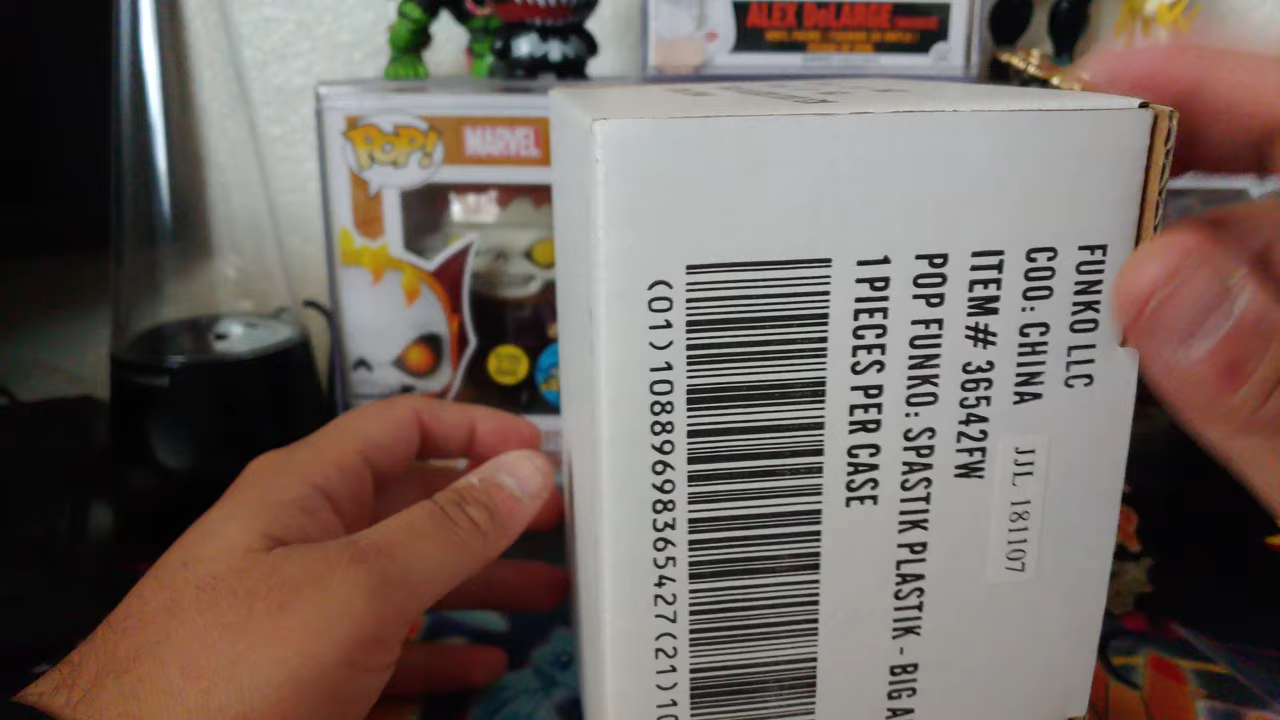 ALEX DeLARGE
POP!
MARVEL
FUNKO LLC
COO: CHINA
JJL 181107
ITEM# 36542FW
POP FUNKO: SPASTIK PLASTIK - BIG A
1 PIECES PER CASE
(01)10889698365427(21)10